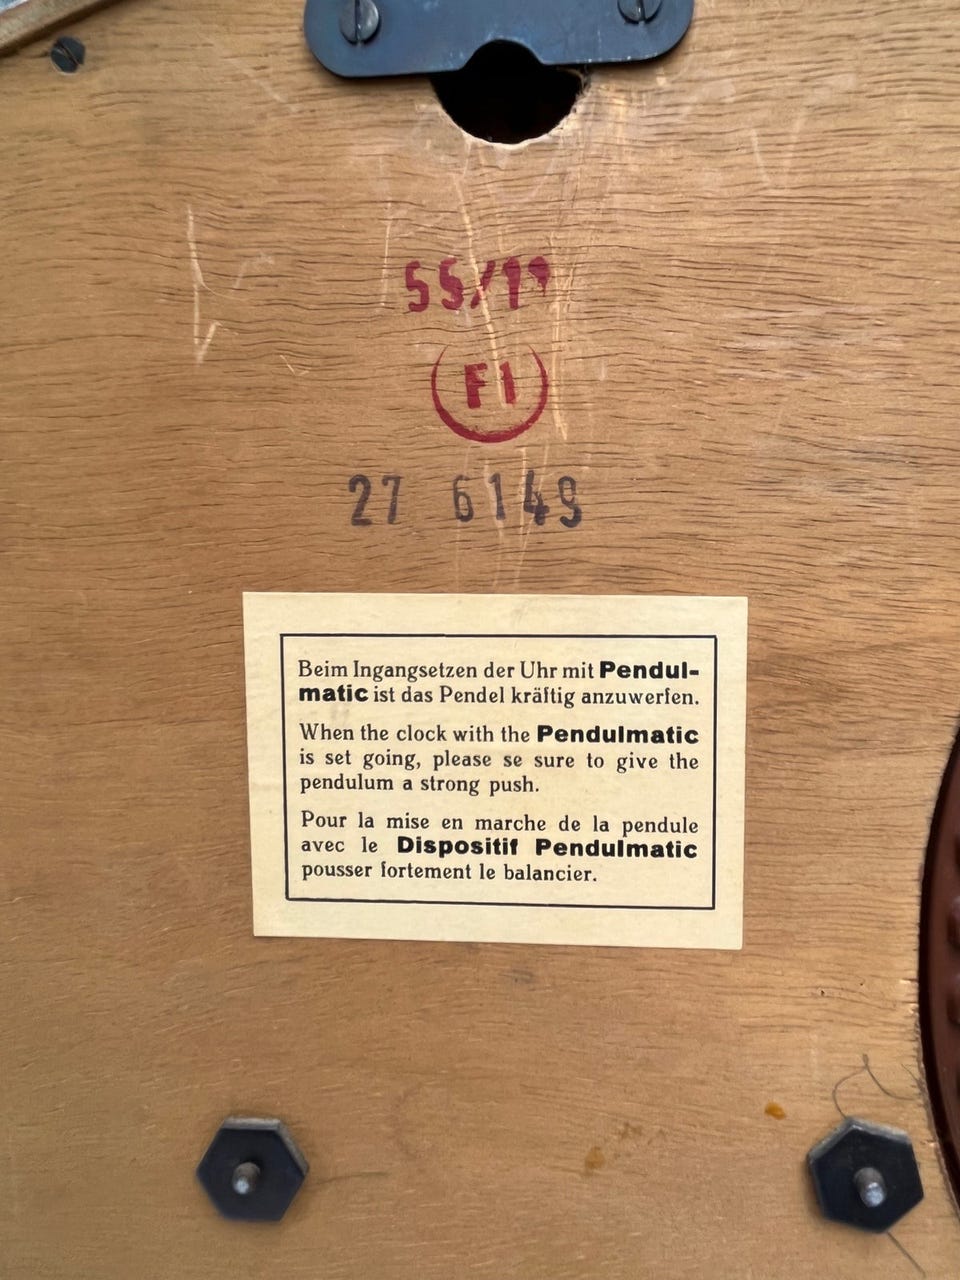 55/11
F1
27 6149
Beim Ingangsetzen der Uhr mit Pendul-
matic ist das Pendel kräftig anzuwerfen.
When the clock with the Pendulmatic
is set going, please se sure to give the
pendulum a strong push.
Pour la mise en marche de la pendule
avec le Dispositif Pendulmatic
pousser fortement le balancier.